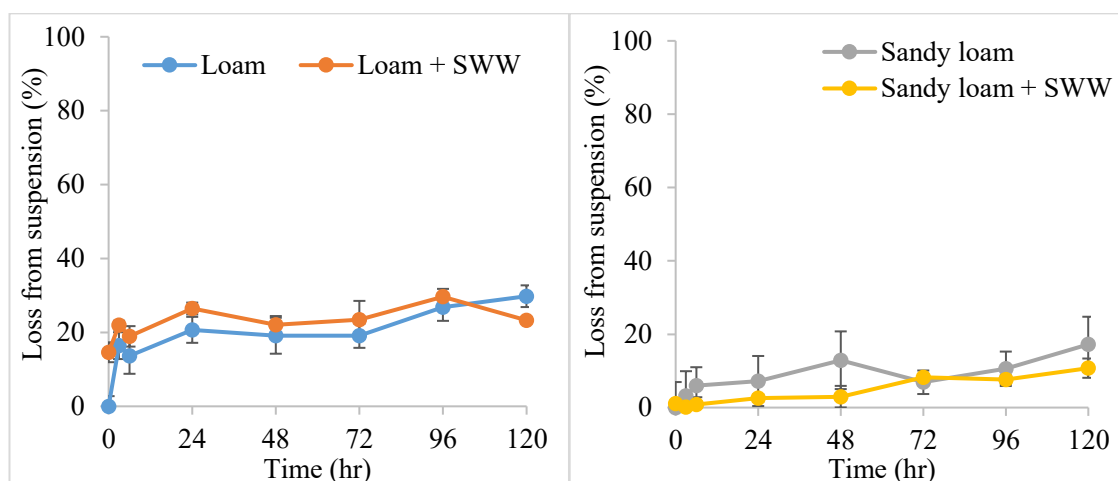 Loss from suspension (%)
100
80
60
40
20
0
Loam
Loam + SWW
0 24 48 72 96 120
Time (hr)
Loss from suspension (%)
100
80
60
40
20
0
Sandy loam
Sandy loam + SWW
0 24 48 72 96 120
Time (hr)